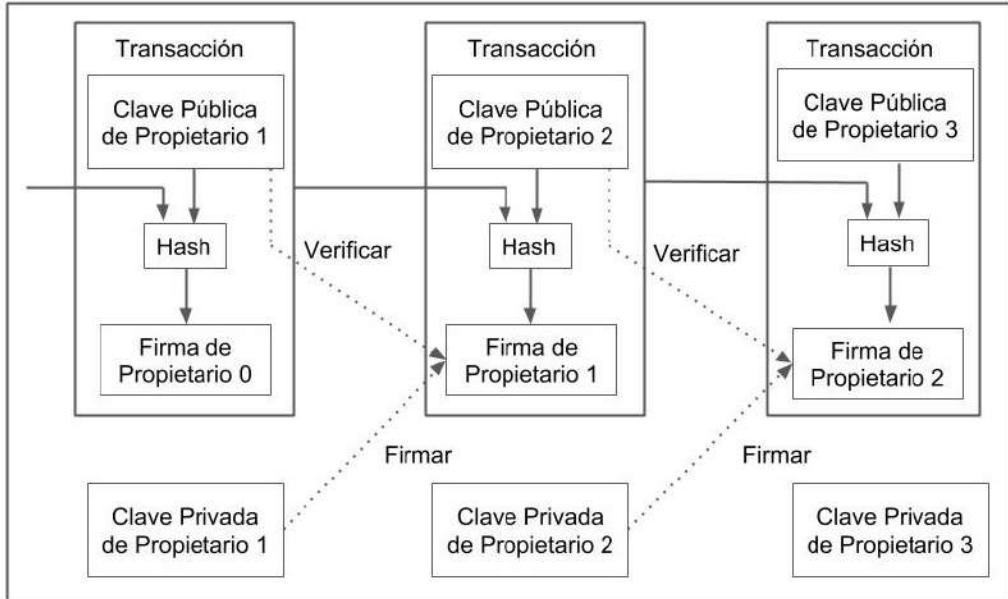 Transacción
Clave Pública
de Propietario 1
Hash
Firma de
Propietario 0
Transacción
Clave Pública
de Propietario 2
Hash
Firma de
Propietario 1
Transacción
Clave Pública
de Propietario 3
Hash
Firma de
Propietario 2
Verificar
Verificar
Firmar
Firmar
Clave Privada
de Propietario 1
Clave Privada
de Propietario 2
Clave Privada
de Propietario 3